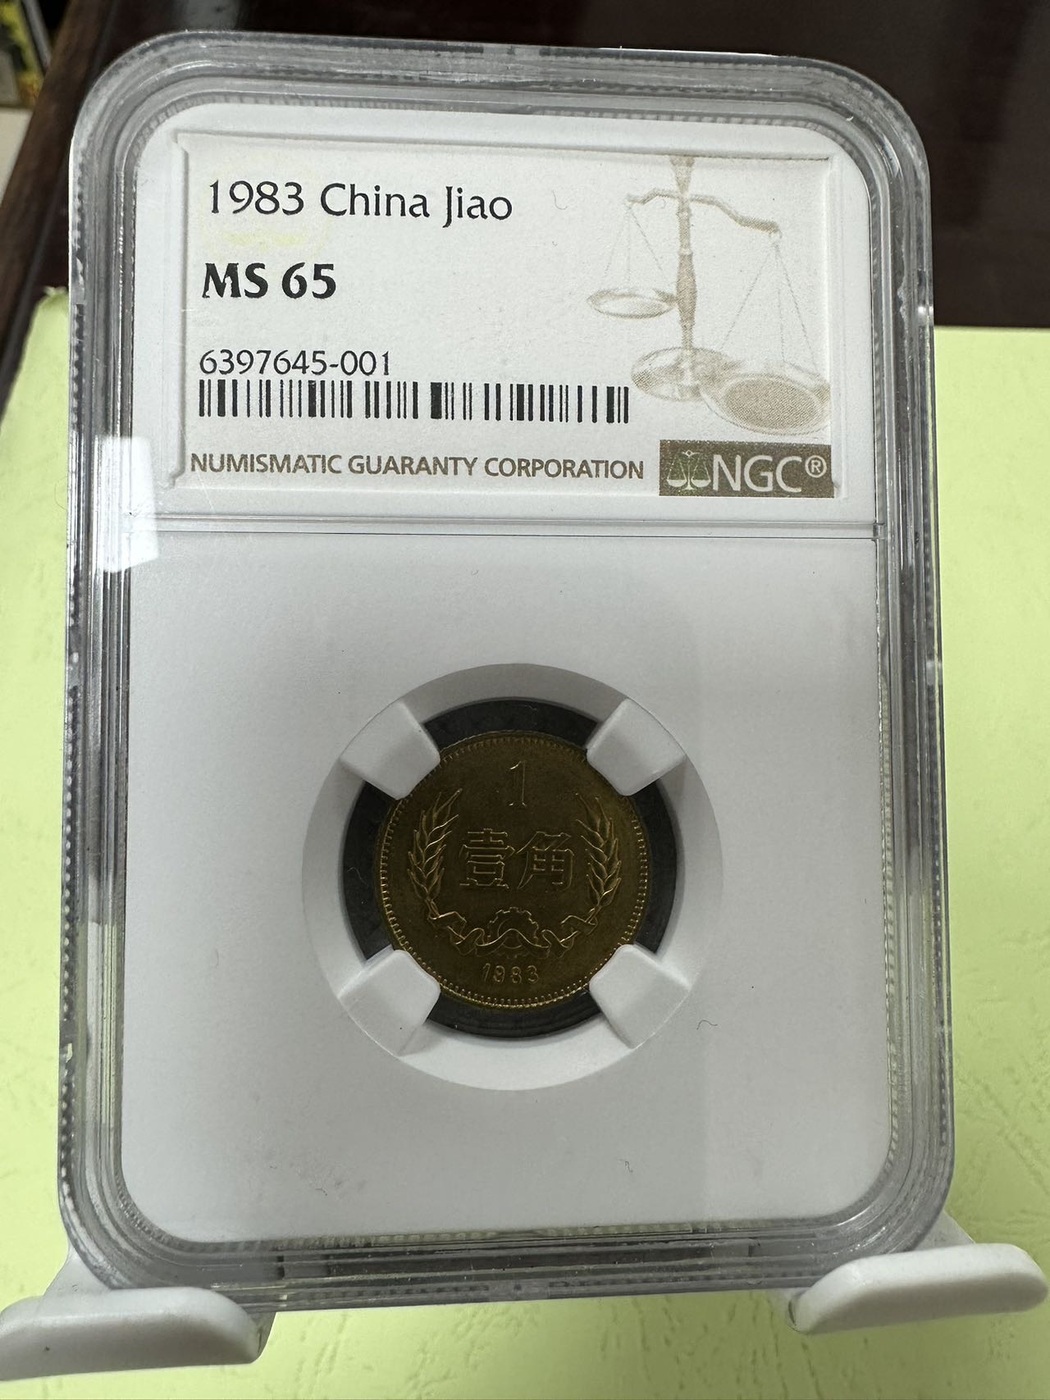 1983 China Jiao
MS 65
6397645-001
NUMISMATIC GUARANTY CORPORATION
NGC®
1
壹角
1983